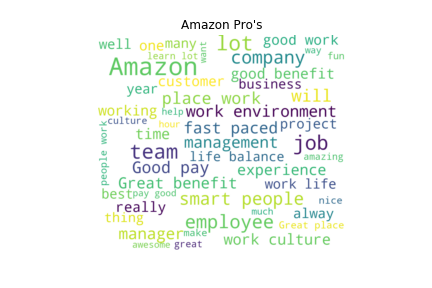 Amazon Pro's
well one many want lot good work way
learn lot company fun
Amazon customer good benefit
year place work business will
working help work environment
culture hour fast paced project
people work time management job
team life balance amazing
Good pay experience
Great benefit work life
best pay good smart people nice
really much alway
thing employee Great place
manager make work culture
awesome great